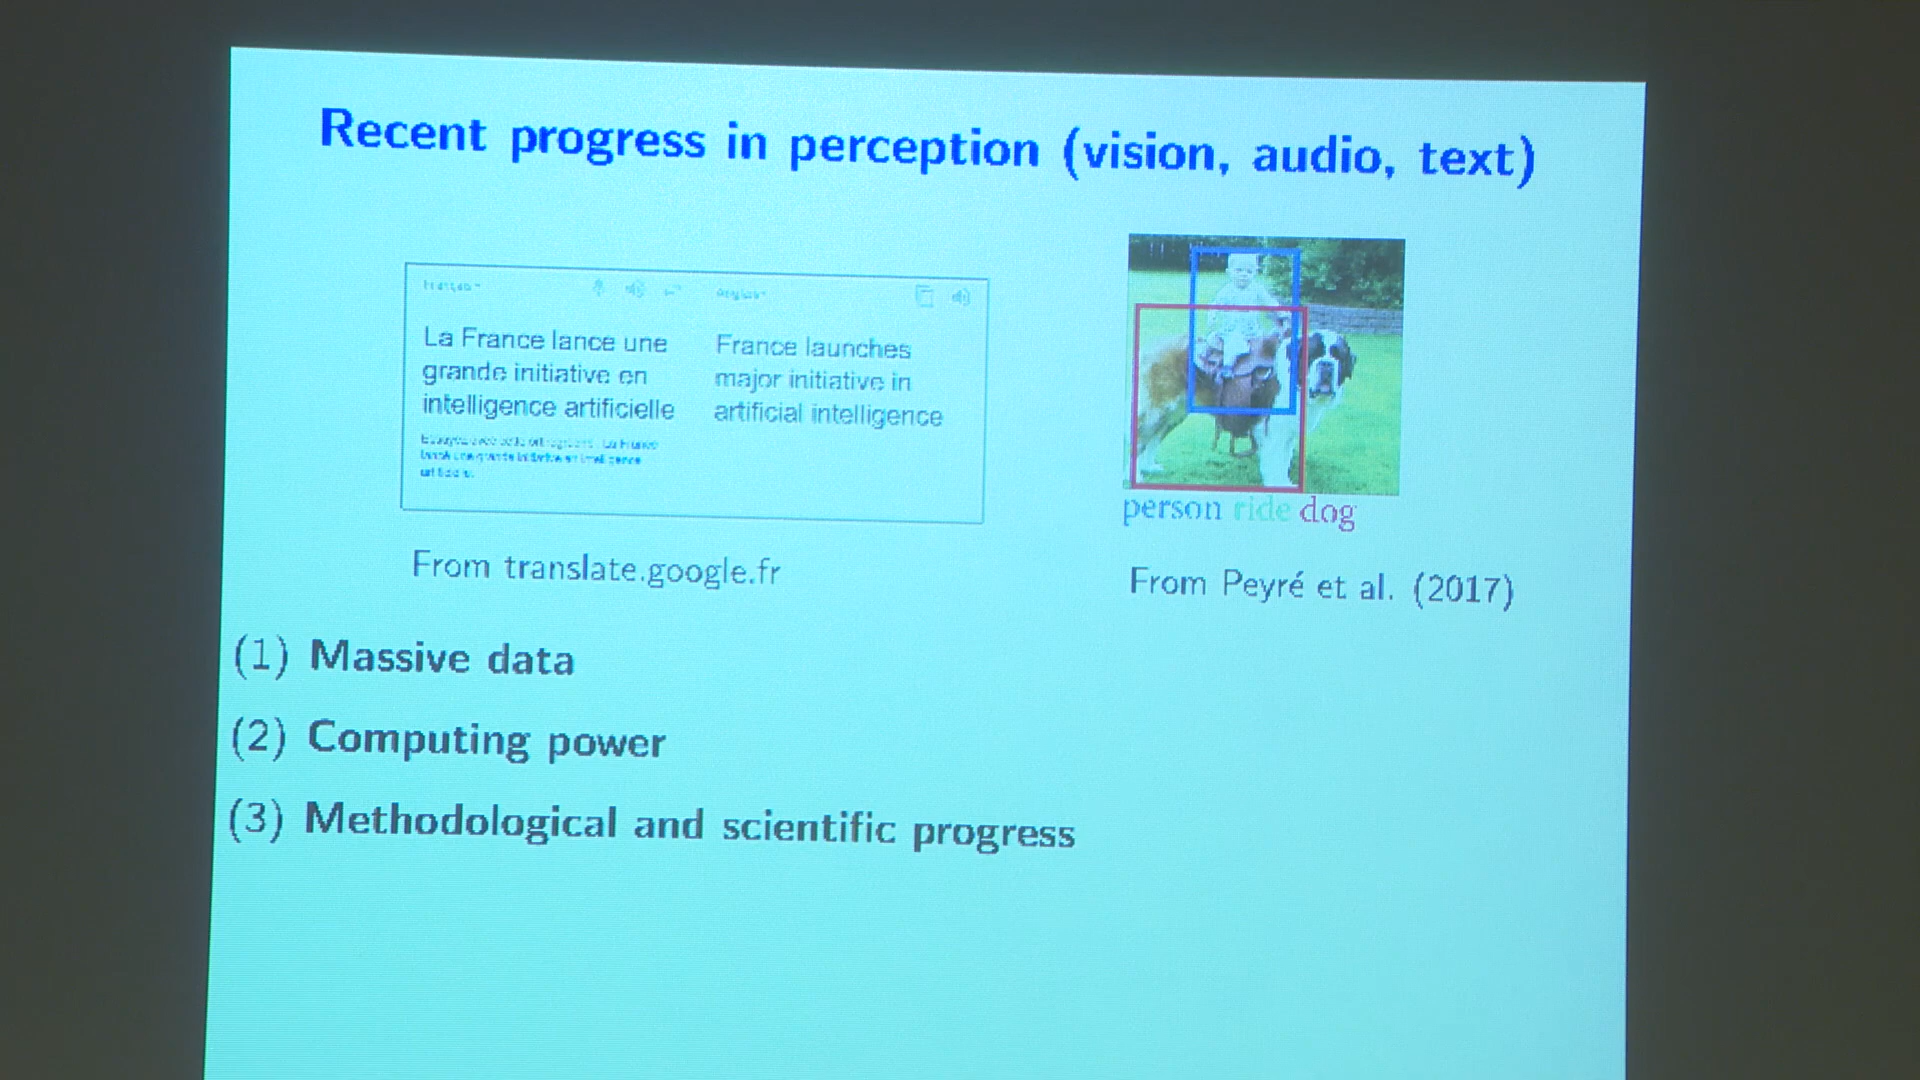 Recent progress in perception (vision, audio, text)
Français
Anglais
La France lance une
grande initiative en
intelligence artificielle
France launches
major initiative in
artificial intelligence
person ride dog
From translate.google.fr
From Peyré et al. (2017)
(1) Massive data
(2) Computing power
(3) Methodological and scientific progress